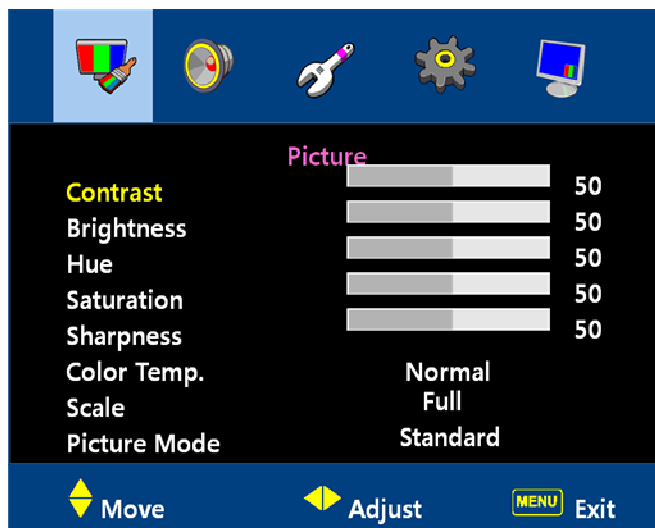 Picture
Contrast 50
Brightness 50
Hue 50
Saturation 50
Sharpness 50
Color Temp. Normal
Scale Full
Picture Mode Standard
Move Adjust MENU Exit